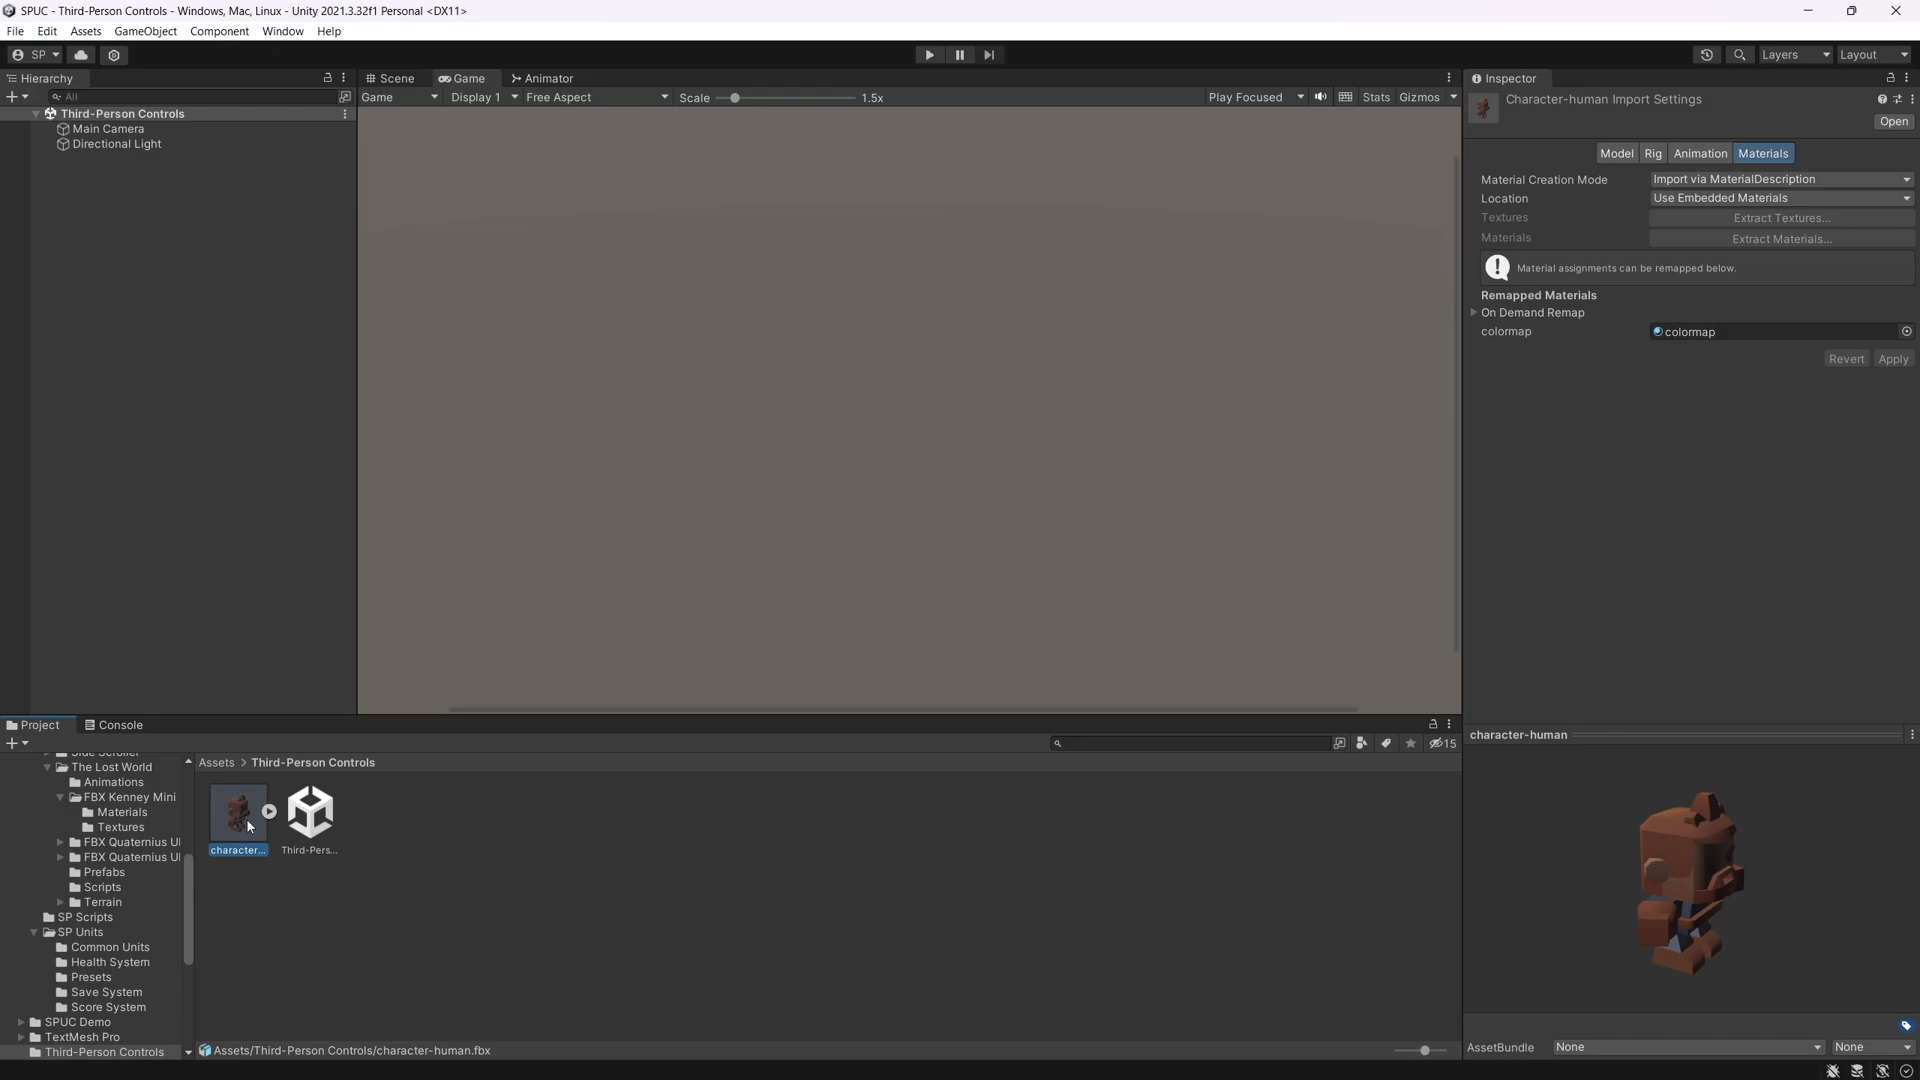 SPUC - Third-Person Controls - Windows, Mac, Linux - Unity 2021.3.32f1 Personal <DX11>
File Edit Assets GameObject Component Window Help
SP Layers Layout
Hierarchy
All
Third-Person Controls
Main Camera
Directional Light
Scene Game Animator
Game Display 1 Free Aspect Scale 1.5x Play Focused Stats Gizmos
Inspector
Character-human Import Settings
Open
Model Rig Animation Materials
Material Creation Mode Import via MaterialDescription
Location Use Embedded Materials
Textures Extract Textures...
Materials Extract Materials...
Material assignments can be remapped below.
Remapped Materials
On Demand Remap
colormap colormap
Revert Apply
Project Console
15
The Lost World
Animations
FBX Kenney Mini
Materials
Textures
FBX Quaternius Ul
FBX Quaternius Ul
Prefabs
Scripts
Terrain
SP Scripts
SP Units
Common Units
Health System
Presets
Save System
Score System
SPUC Demo
TextMesh Pro
Third-Person Controls
Assets > Third-Person Controls
character... Third-Pers...
Assets/Third-Person Controls/character-human.fbx
character-human
AssetBundle None None